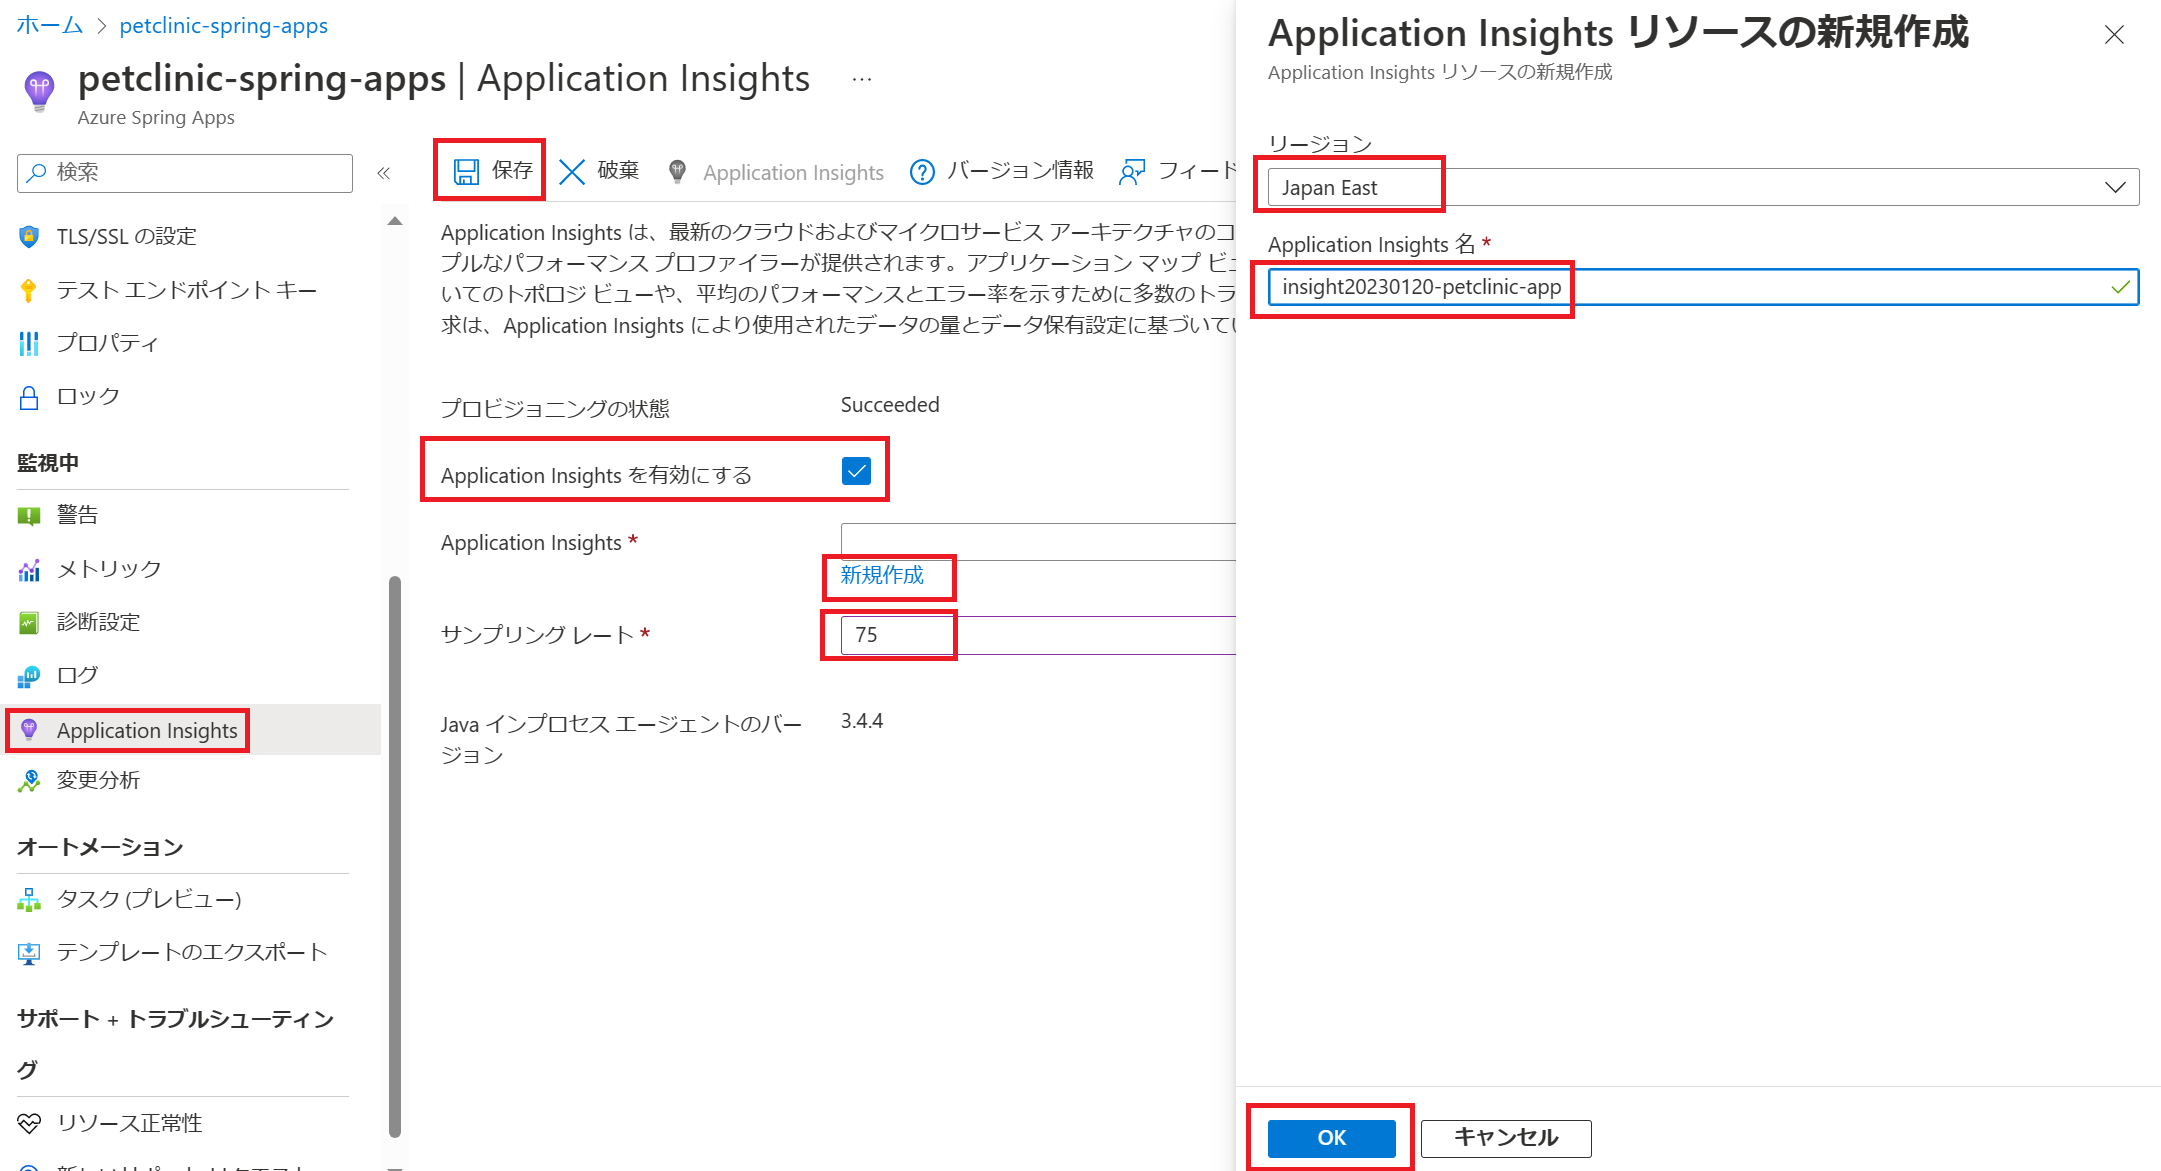 ホーム > petclinic-spring-apps
petclinic-spring-apps | Application Insights ...
Azure Spring Apps
検索 «
TLS/SSL の設定
テスト エンドポイント キー
プロパティ
ロック
監視中
警告
メトリック
診断設定
ログ
Application Insights
変更分析
オートメーション
タスク (プレビュー)
テンプレートのエクスポート
サポート + トラブルシューティン
グ
リソース正常性
保存 破棄 Application Insights バージョン情報 フィード
Application Insights は、最新のクラウドおよびマイクロサービス アーキテクチャのコ
プルなパフォーマンス プロファイラーが提供されます。アプリケーション マップ ビュ
いてのトポロジ ビューや、平均のパフォーマンスとエラー率を示すために多数のトラ
求は、Application Insights により使用されたデータの量とデータ保有設定に基づいてい
プロビジョニングの状態 Succeeded
Application Insights を有効にする
Application Insights *
新規作成
サンプリング レート * 75
Java インプロセス エージェントのバー
ジョン
3.4.4
Application Insights リソースの新規作成
Application Insights リソースの新規作成
リージョン
Japan East
Application Insights 名 *
insight20230120-petclinic-app
OK キャンセル